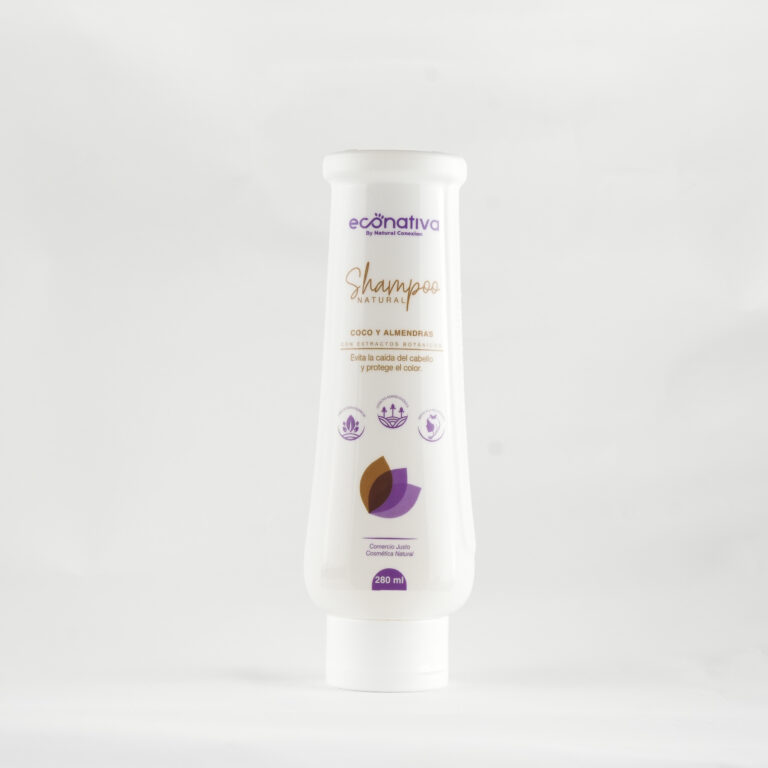 econativa
By Natural Conexion
Shampoo
NATURAL
COCO Y ALMENDRAS
CON EXTRACTOS BOTÁNICOS
Evita la caída del cabello
y protege el color.
Comercio Justo
Cosmética Natural
280 ml